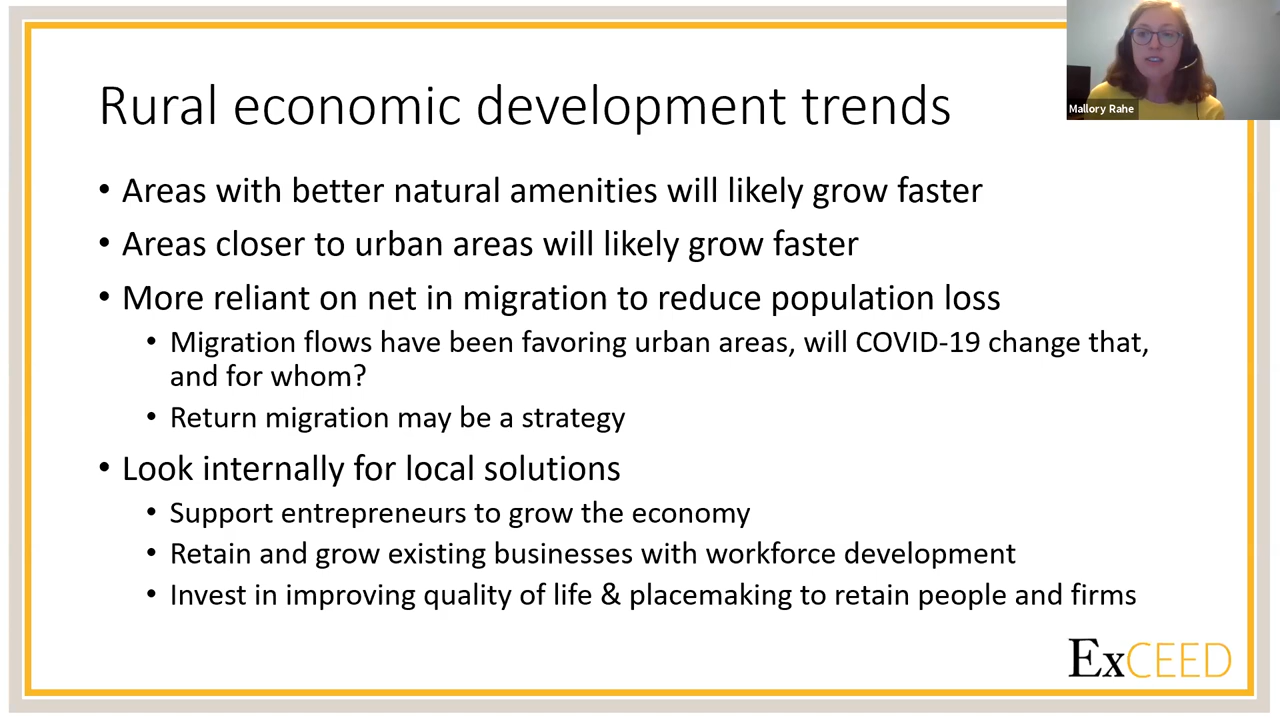 Mallory Rahe
Rural economic development trends
• Areas with better natural amenities will likely grow faster
• Areas closer to urban areas will likely grow faster
• More reliant on net in migration to reduce population loss
• Migration flows have been favoring urban areas, will COVID-19 change that,
and for whom?
• Return migration may be a strategy
• Look internally for local solutions
• Support entrepreneurs to grow the economy
• Retain and grow existing businesses with workforce development
• Invest in improving quality of life & placemaking to retain people and firms
ExCEED